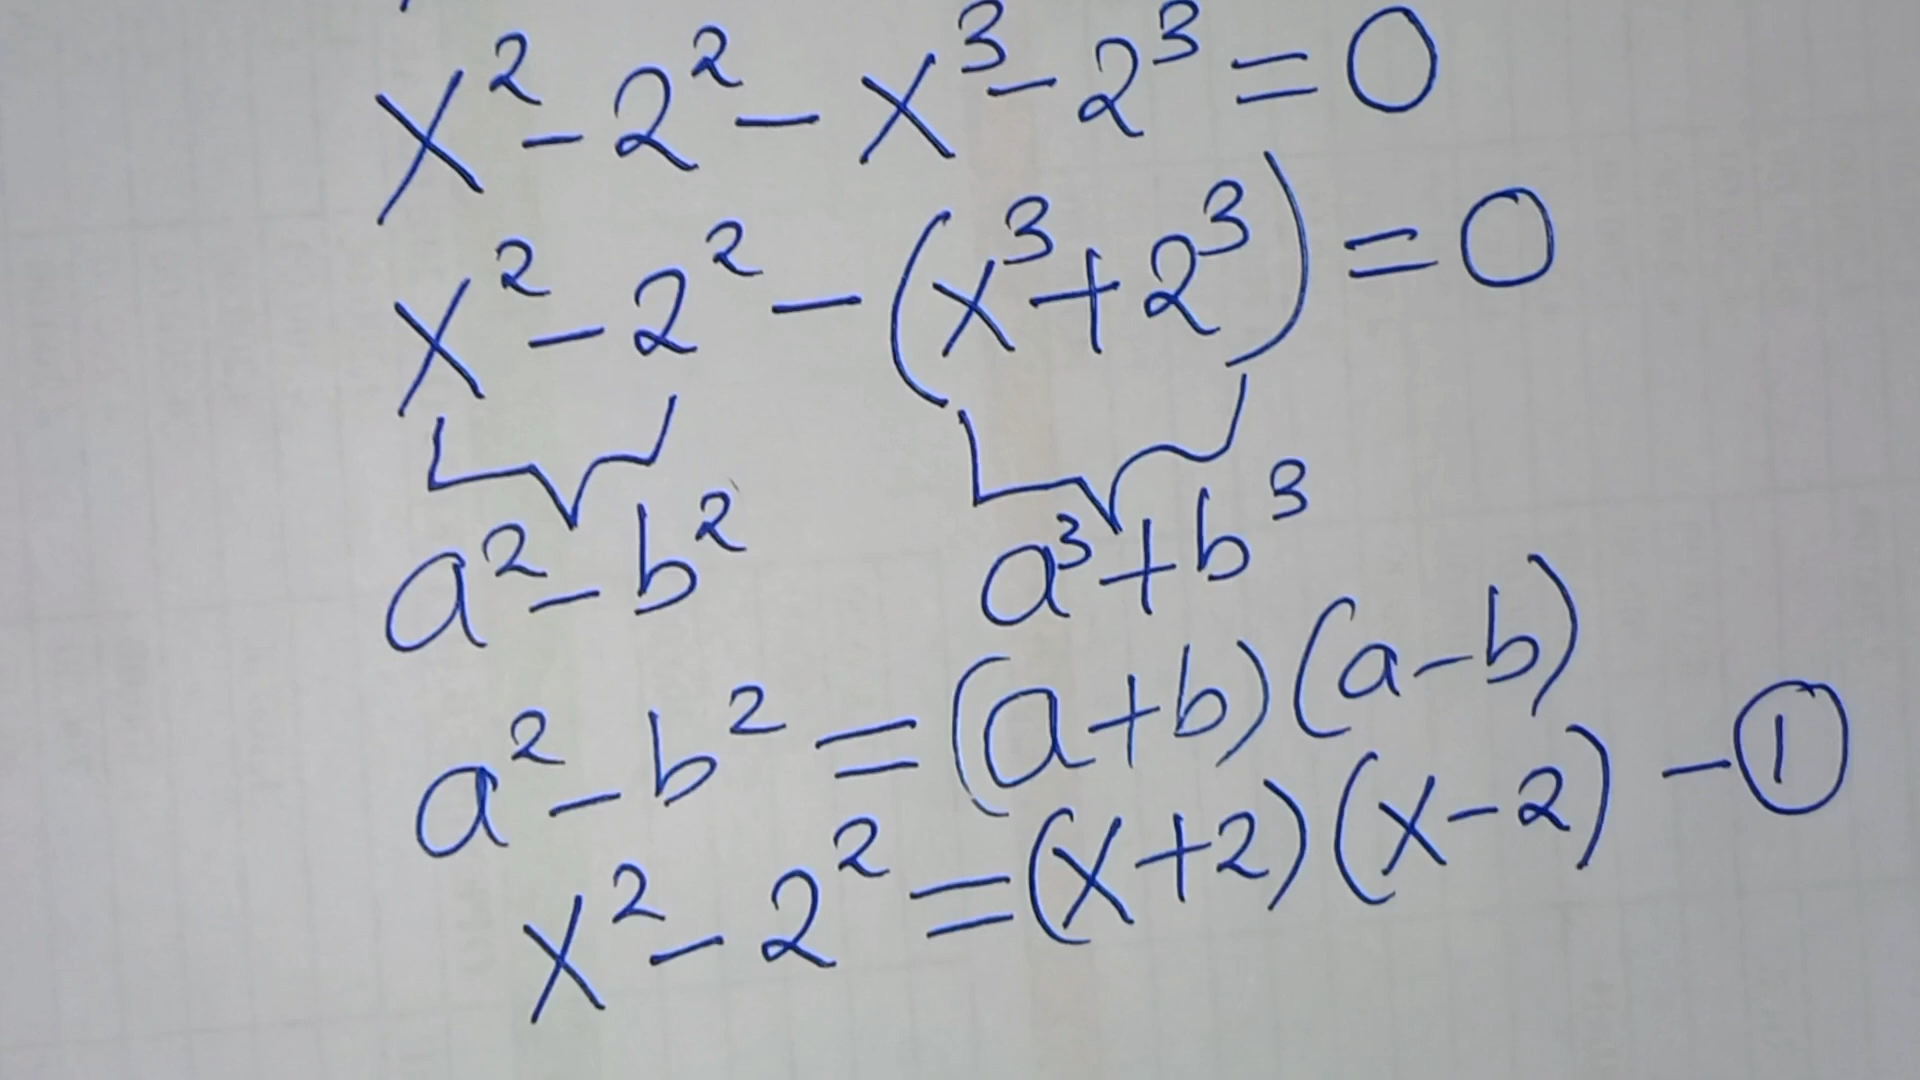 x² - 2² - x³ - 2³ = 0
x² - 2² - (x³ + 2³) = 0
a² - b² a³ + b³
a² - b² = (a + b)(a - b)
x² - 2² = (x + 2)(x - 2) - ①